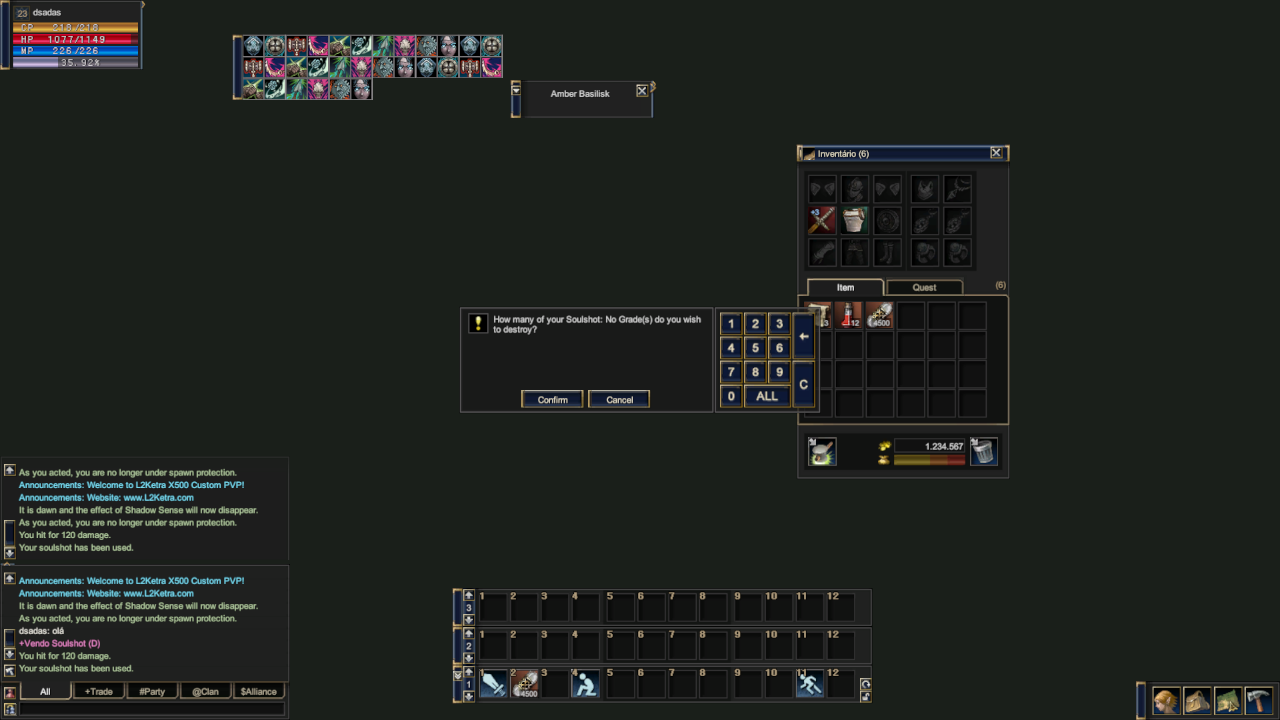 23 dsadas
CP 218/218
HP 1077/1149
MP 226/226
35.92%
Amber Basilisk
Inventário (6)
+3
Item
Quest
(6)
3
12
4500
How many of your Soulshot: No Grade(s) do you wish
to destroy?
Confirm
Cancel
1 2 3
4 5 6
7 8 9
0 ALL
C
1.234.567
As you acted, you are no longer under spawn protection.
Announcements: Welcome to L2Ketra X500 Custom PVP!
Announcements: Website: www.L2Ketra.com
It is dawn and the effect of Shadow Sense will now disappear.
As you acted, you are no longer under spawn protection.
You hit for 120 damage.
Your soulshot has been used.
Announcements: Welcome to L2Ketra X500 Custom PVP!
Announcements: Website: www.L2Ketra.com
It is dawn and the effect of Shadow Sense will now disappear.
As you acted, you are no longer under spawn protection.
dsadas: olá
+Vendo Soulshot (D)
You hit for 120 damage.
Your soulshot has been used.
All
+Trade
#Party
@Clan
$Alliance
3 1 2 3 4 5 6 7 8 9 10 11 12
2 1 2 3 4 5 6 7 8 9 10 11 12
1 1 2 3 4 5 6 7 8 9 10 11 12
4500